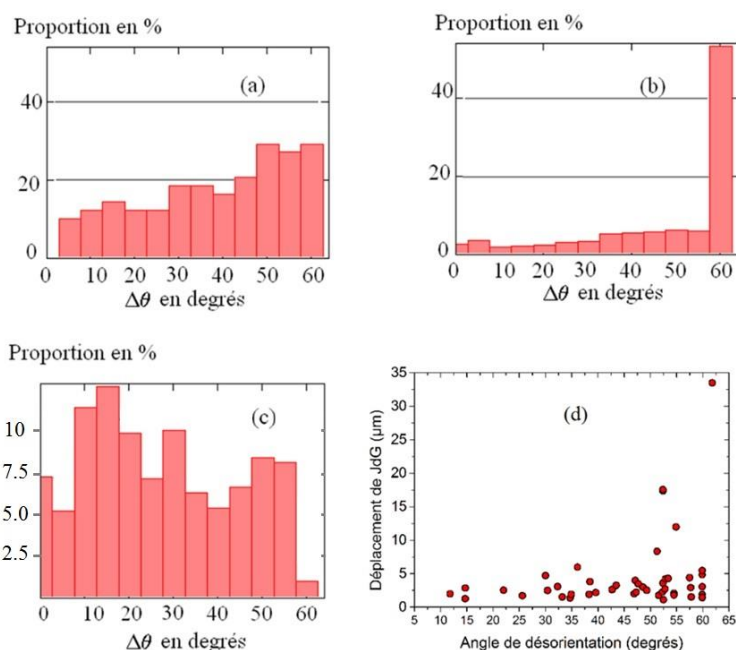 Proportion en %
(a)
40
20
0
0 10 20 30 40 50 60
Δθ en degrés
Proportion en %
(b)
40
20
0
0 10 20 30 40 50 60
Δθ en degrés
Proportion en %
(c)
10
7.5
5.0
2.5
10 20 30 40 50 60
Δθ en degrés
(d)
Déplacement de JdG (μm)
35
30
25
20
15
10
5
0
5 10 15 20 25 30 35 40 45 50 55 60 65
Angle de désorientation (degrés)